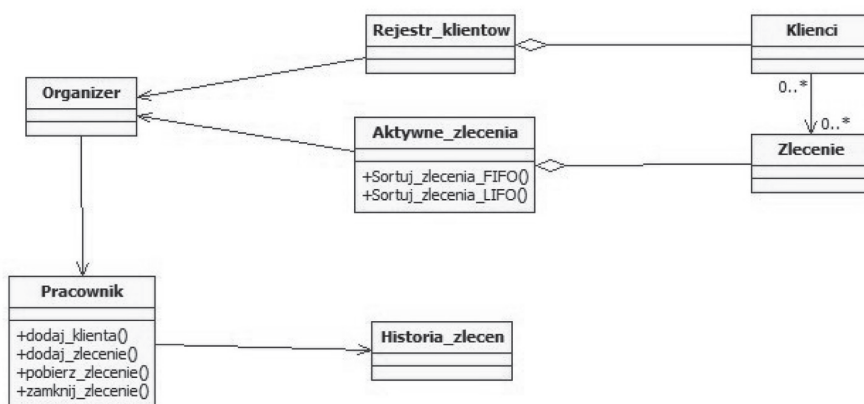 Rejestr_klientow
Klienci
Organizer
0..*
Aktywne_zlecenia
0..*
Zlecenie
+Sortuj_zlecenia_FIFO()
+Sortuj_zlecenia_LIFO()
Pracownik
+dodaj_klienta()
+dodaj_zlecenie()
+pobierz_zlecenie()
+zamknij_zlecenie()
Historia_zlecen